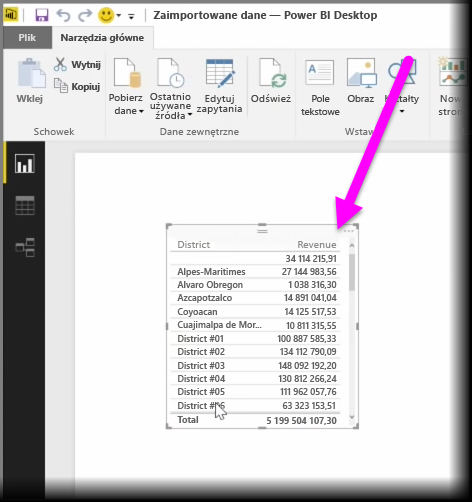 Zaimportowane dane — Power BI Desktop
Plik Narzędzia główne
Wklej Wytnij Kopiuj
Pobierz dane Ostatnio używane źródła Edytuj zapytania Odśwież
Pole tekstowe Obraz
Schowek Dane zewnętrzne
District Revenue
34 114 215,91
Alpes-Maritimes 27 144 983,56
Alvaro Obregon 1 038 316,30
Azcapotzalco 14 891 041,04
Coyoacan 14 125 517,53
Cuajimalpa de Mor... 10 811 315,55
District #01 100 887 585,33
District #02 134 112 790,09
District #03 148 092 192,20
District #04 130 812 266,24
District #05 111 962 057,76
District 63 323 153,51
Total 5 199 504 107,30